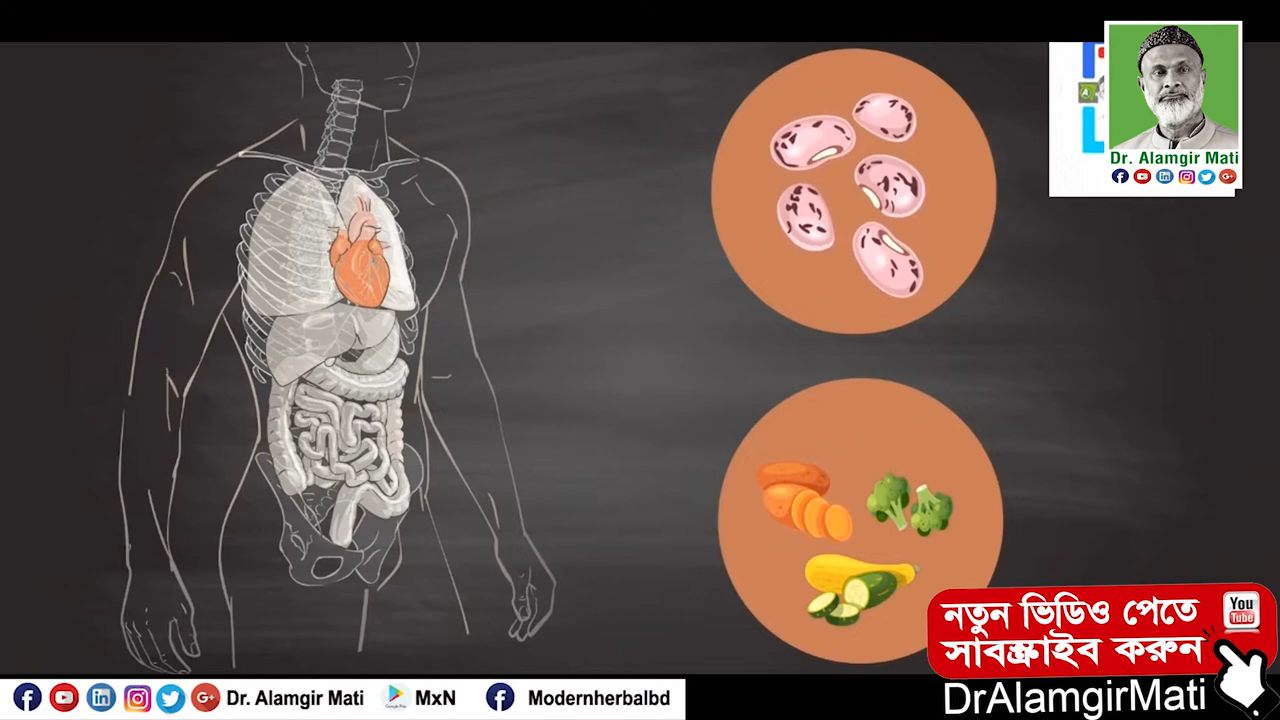 Dr. Alamgir Mati
নতুন ভিডিও পেতে
সাবস্ক্রাইব করুন
You
Tube
DrAlamgirMati
Dr. Alamgir Mati
MxN
Modernherbalbd